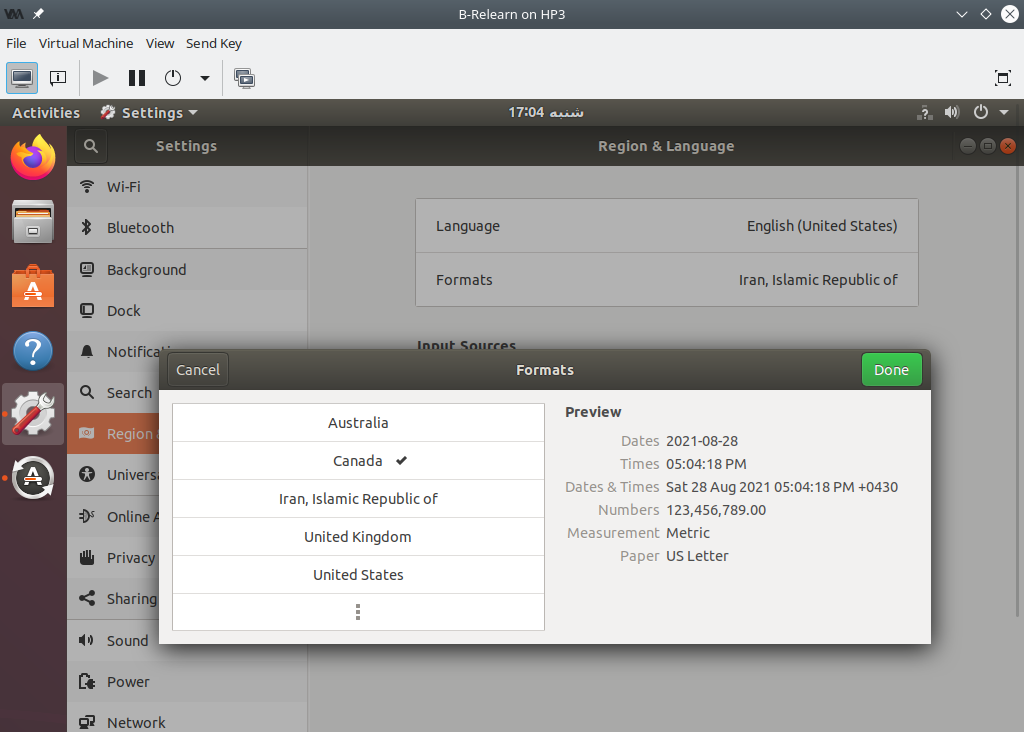 B-Relearn on HP3
File Virtual Machine View Send Key
Activities Settings شنبه 17:04
Settings Region & Language
Wi-Fi
Bluetooth
Background
Dock
Search
Region
Online
Privacy
Sharing
Sound
Power
Network
Language English (United States)
Formats Iran, Islamic Republic of
Input Sources
Cancel Formats Done
Australia
Canada
Iran, Islamic Republic of
United Kingdom
United States
Preview
Dates 2021-08-28
Times 05:04:18 PM
Dates & Times Sat 28 Aug 2021 05:04:18 PM +0430
Numbers 123,456,789.00
Measurement Metric
Paper US Letter